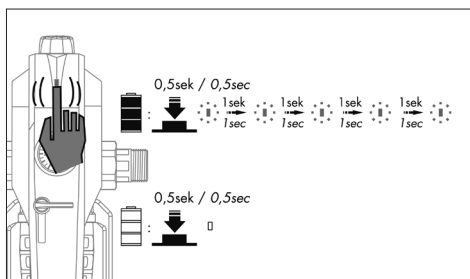 0,5sek / 0,5sec
: 1sek 1sek 1sek 1sek
1sec 1sec 1sec 1sec
0,5sek / 0,5sec
: